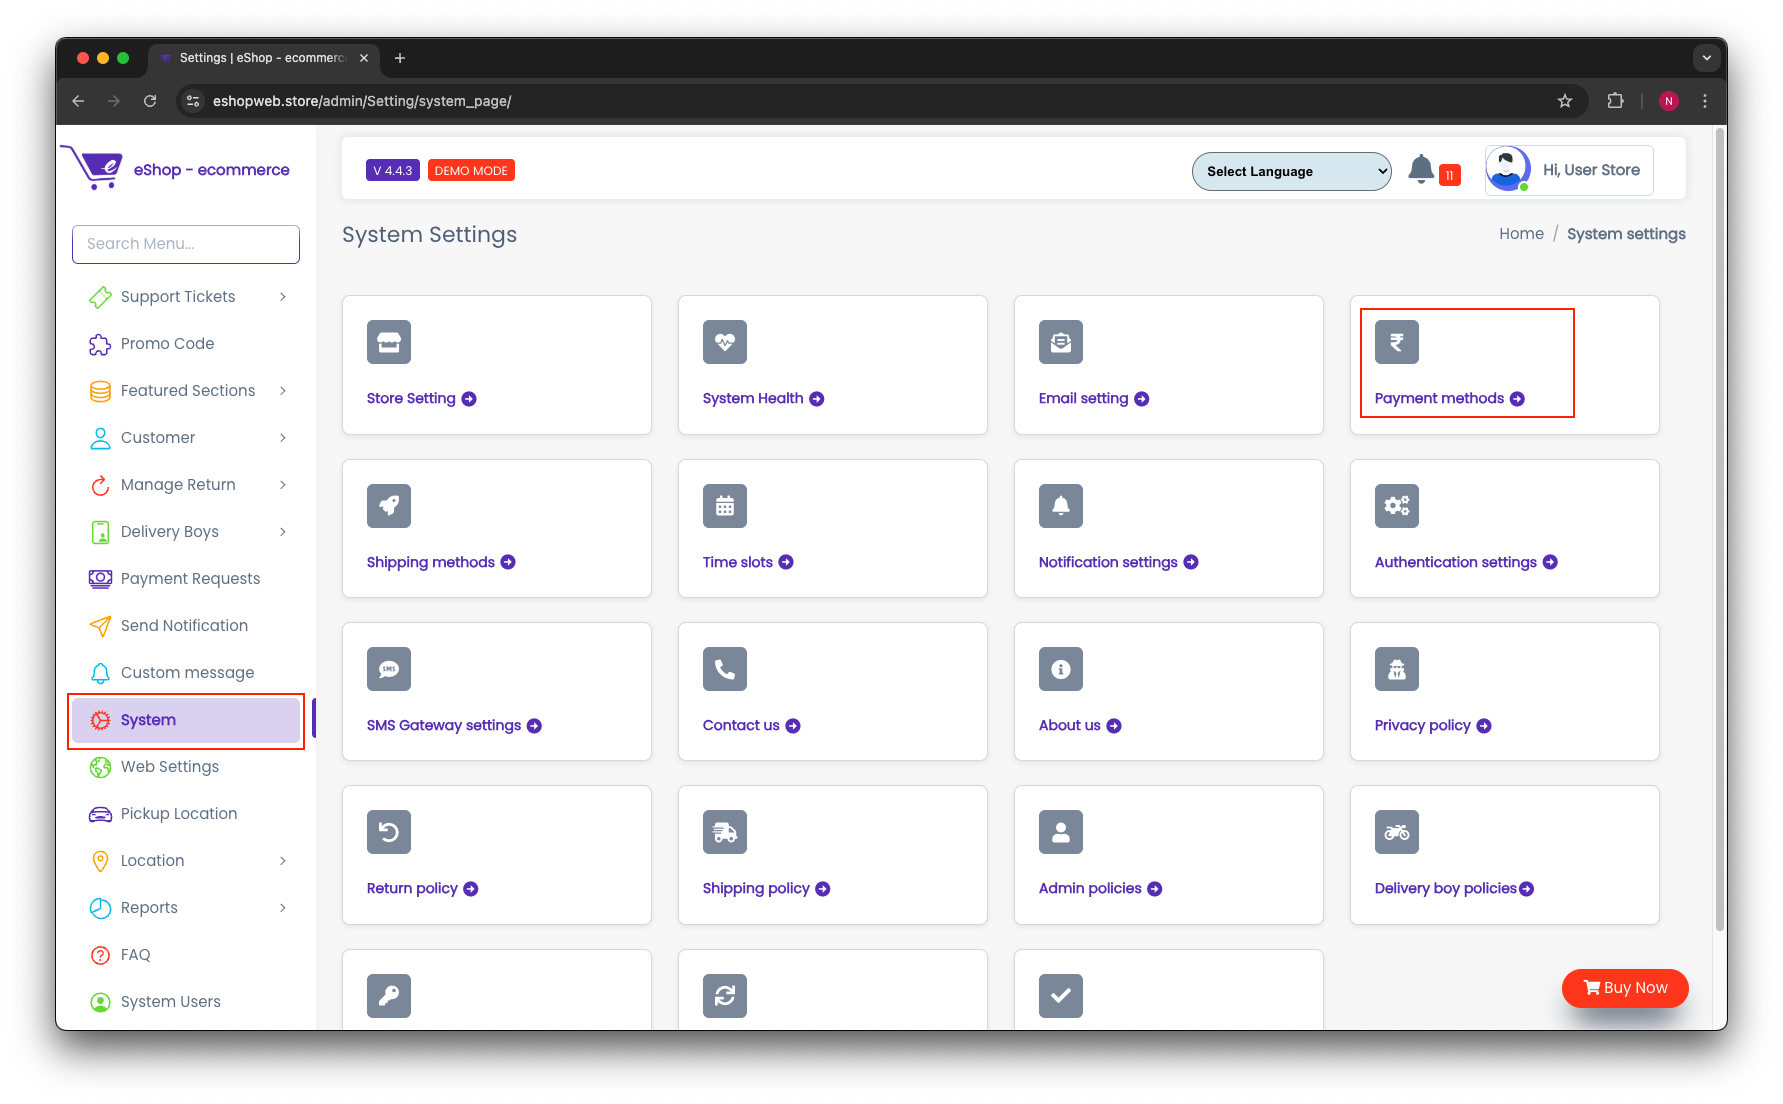 Settings | eShop - ecommerc
eshopweb.store/admin/Setting/system_page/
N
e
eShop - ecommerce
V 4.4.3
DEMO MODE
Select Language
11
Hi, User Store
Search Menu...
System Settings
Home / System settings
Support Tickets
Promo Code
Featured Sections
Customer
Manage Return
Delivery Boys
Payment Requests
Send Notification
Custom message
System
Web Settings
Pickup Location
Location
Reports
FAQ
System Users
₹
Store Setting
System Health
Email setting
Payment methods
Shipping methods
Time slots
Notification settings
Authentication settings
SMS
SMS Gateway settings
Contact us
About us
Privacy policy
Return policy
Shipping policy
Admin policies
Delivery boy policies
Buy Now